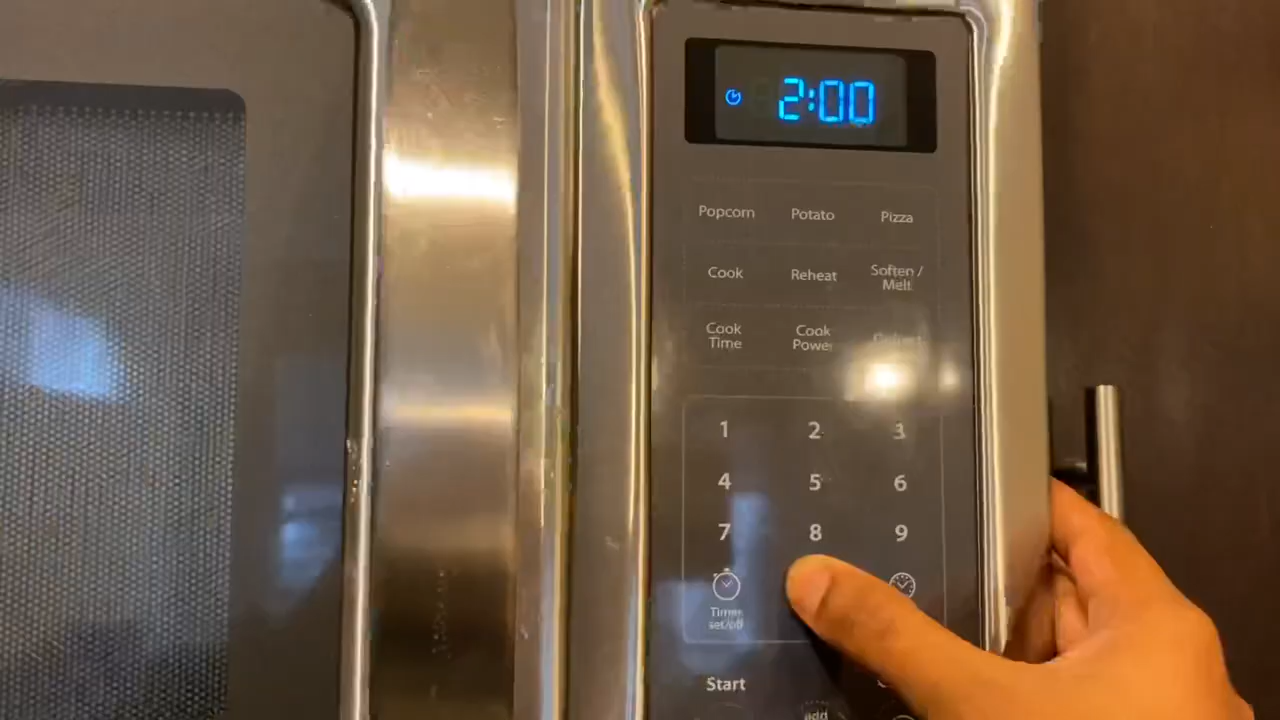 2:00
Popcorn Potato Pizza
Cook Reheat Soften /
Melt
Cook Cook
Time Power
1 2 3
4 5 6
7 8 9
Timer
set/off
Start
add